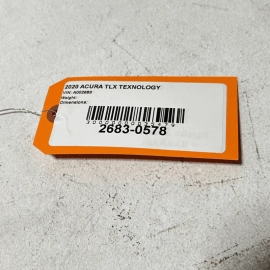 2020 ACURA TLX TEXNOLOGY
Weight:
Dimensions:
2683-0578